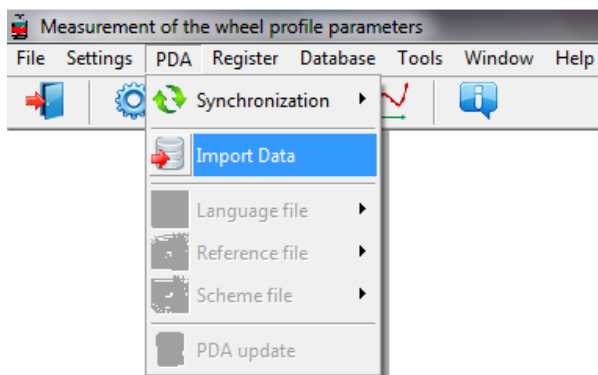 Measurement of the wheel profile parameters
File Settings PDA Register Database Tools Window Help
Synchronization
Import Data
Language file
Reference file
Scheme file
PDA update